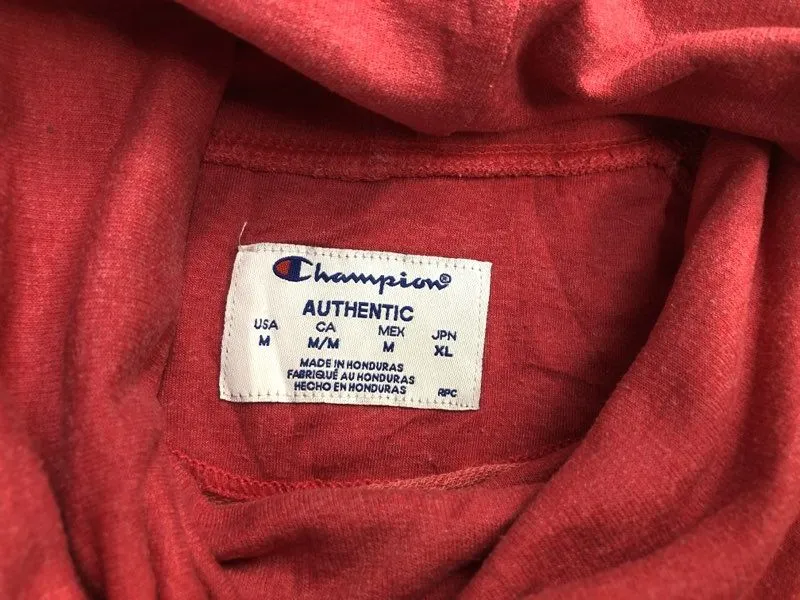 Champion®
AUTHENTIC
USA CA MEX JPN
M M/M M XL
MADE IN HONDURAS
FABRIQUÉ AU HONDURAS
HECHO EN HONDURAS RPC